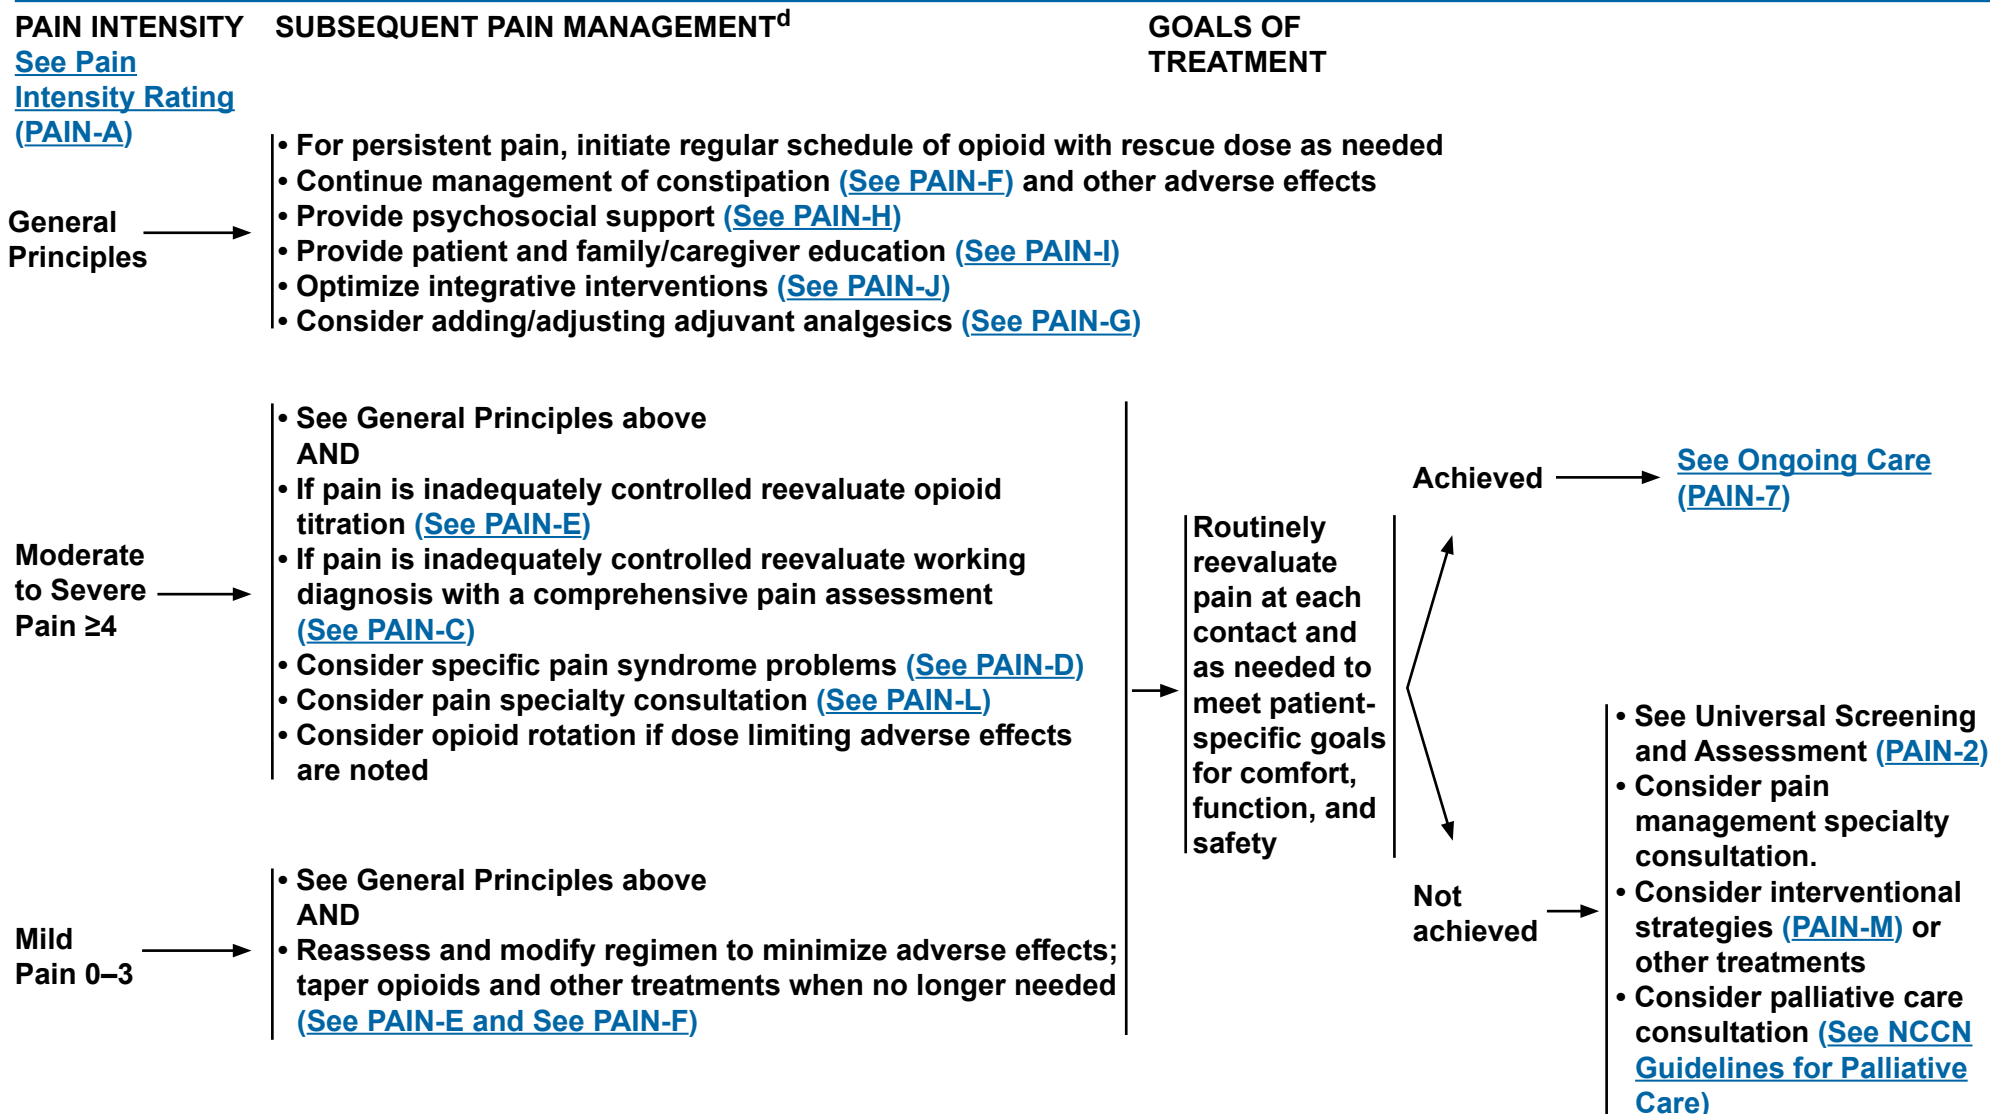 PAIN INTENSITY
See Pain
Intensity Rating
(PAIN-A)
SUBSEQUENT PAIN MANAGEMENTd
GOALS OF
TREATMENT
General
Principles
• For persistent pain, initiate regular schedule of opioid with rescue dose as needed
• Continue management of constipation (See PAIN-F) and other adverse effects
• Provide psychosocial support (See PAIN-H)
• Provide patient and family/caregiver education (See PAIN-I)
• Optimize integrative interventions (See PAIN-J)
• Consider adding/adjusting adjuvant analgesics (See PAIN-G)
Moderate
to Severe
Pain ≥4
• See General Principles above
AND
• If pain is inadequately controlled reevaluate opioid
titration (See PAIN-E)
• If pain is inadequately controlled reevaluate working
diagnosis with a comprehensive pain assessment
(See PAIN-C)
• Consider specific pain syndrome problems (See PAIN-D)
• Consider pain specialty consultation (See PAIN-L)
• Consider opioid rotation if dose limiting adverse effects
are noted
Mild
Pain 0–3
• See General Principles above
AND
• Reassess and modify regimen to minimize adverse effects;
taper opioids and other treatments when no longer needed
(See PAIN-E and See PAIN-F)
Routinely
reevaluate
pain at each
contact and
as needed to
meet patient-
specific goals
for comfort,
function, and
safety
Achieved
See Ongoing Care
(PAIN-7)
Not
achieved
• See Universal Screening
and Assessment (PAIN-2)
• Consider pain
management specialty
consultation.
• Consider interventional
strategies (PAIN-M) or
other treatments
• Consider palliative care
consultation (See NCCN
Guidelines for Palliative
Care)